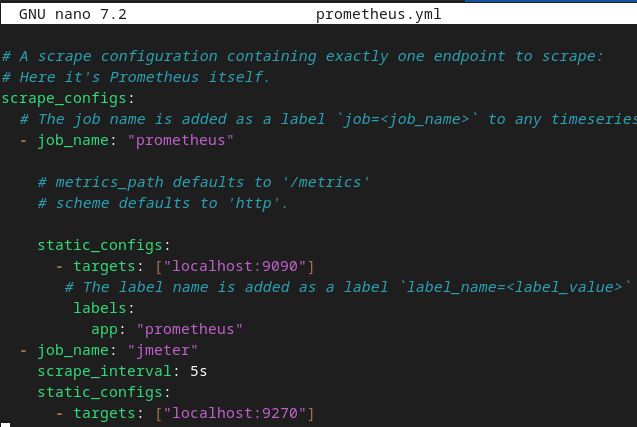 GNU nano 7.2 prometheus.yml
# A scrape configuration containing exactly one endpoint to scrape:
# Here it's Prometheus itself.
scrape_configs:
  # The job name is added as a label `job=<job_name>` to any timeseries
  - job_name: "prometheus"
    # metrics_path defaults to '/metrics'
    # scheme defaults to 'http'.
    static_configs:
      - targets: ["localhost:9090"]
       # The label name is added as a label `label_name=<label_value>`
        labels:
          app: "prometheus"
  - job_name: "jmeter"
    scrape_interval: 5s
    static_configs:
      - targets: ["localhost:9270"]